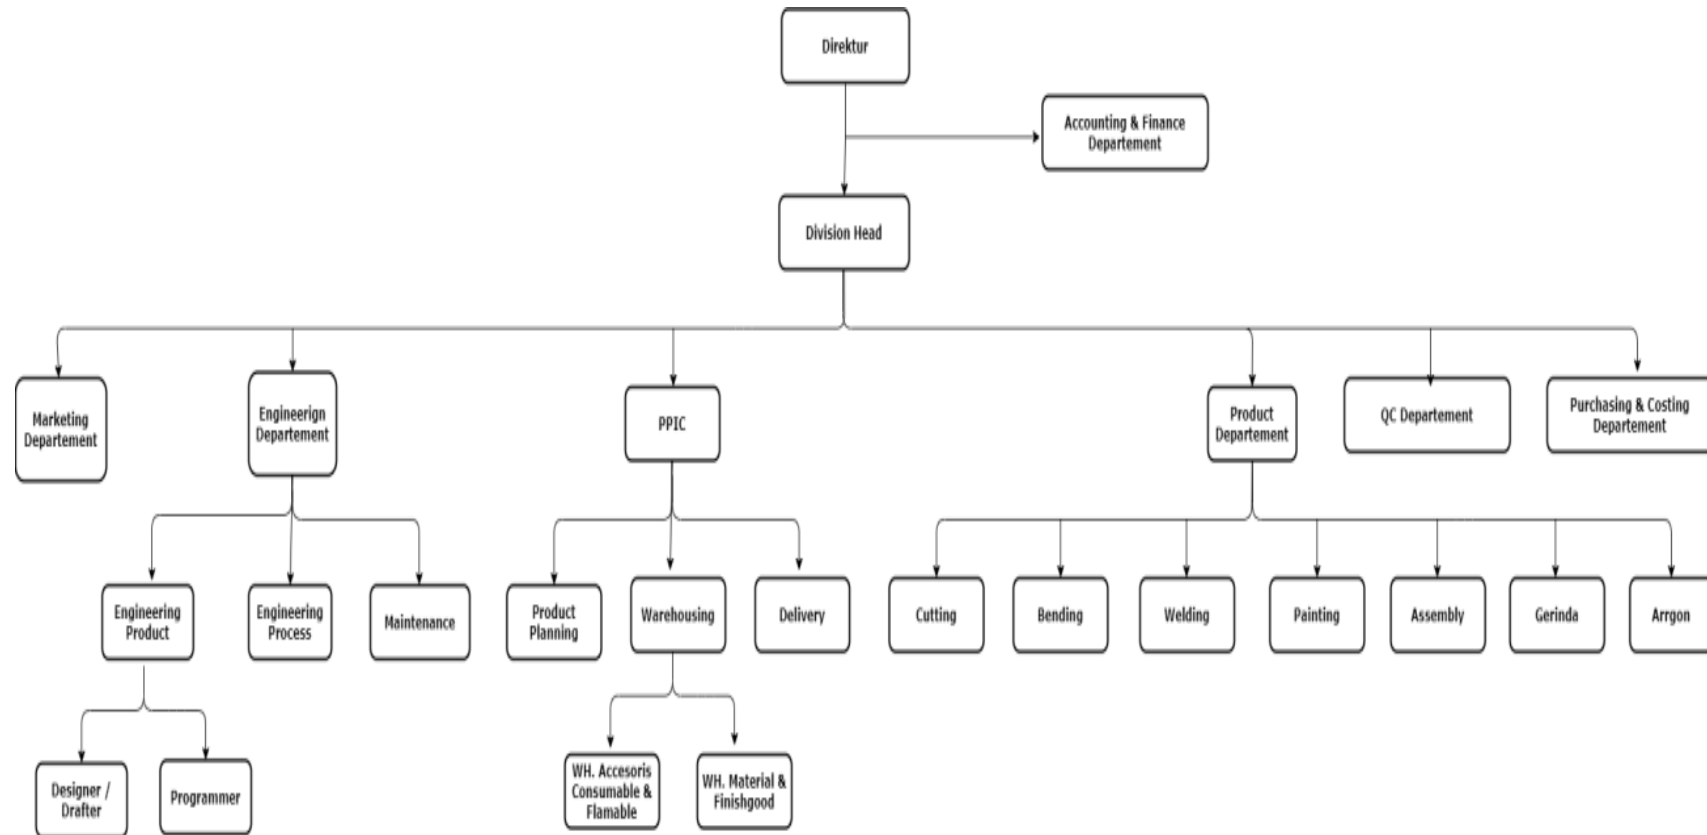 Direktur
Accounting & Finance
Departement
Division Head
Marketing
Departement
Engineerign
Departement
PPIC
Product
Departement
QC Departement
Purchasing & Costing
Departement
Engineering
Product
Engineering
Process
Maintenance
Product
Planning
Warehousing
Delivery
Cutting
Bending
Welding
Painting
Assembly
Gerinda
Arrgon
Designer /
Drafter
Programmer
WH. Accesoris
Consumable &
Flamable
WH. Material &
Finishgood